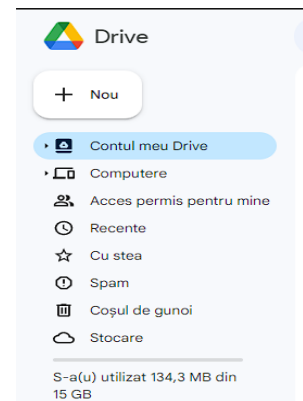 Drive
Nou
Contul meu Drive
Computere
Acces permis pentru mine
Recente
Cu stea
Spam
Coșul de gunoi
Stocare
S-a(u) utilizat 134,3 MB din
15 GB